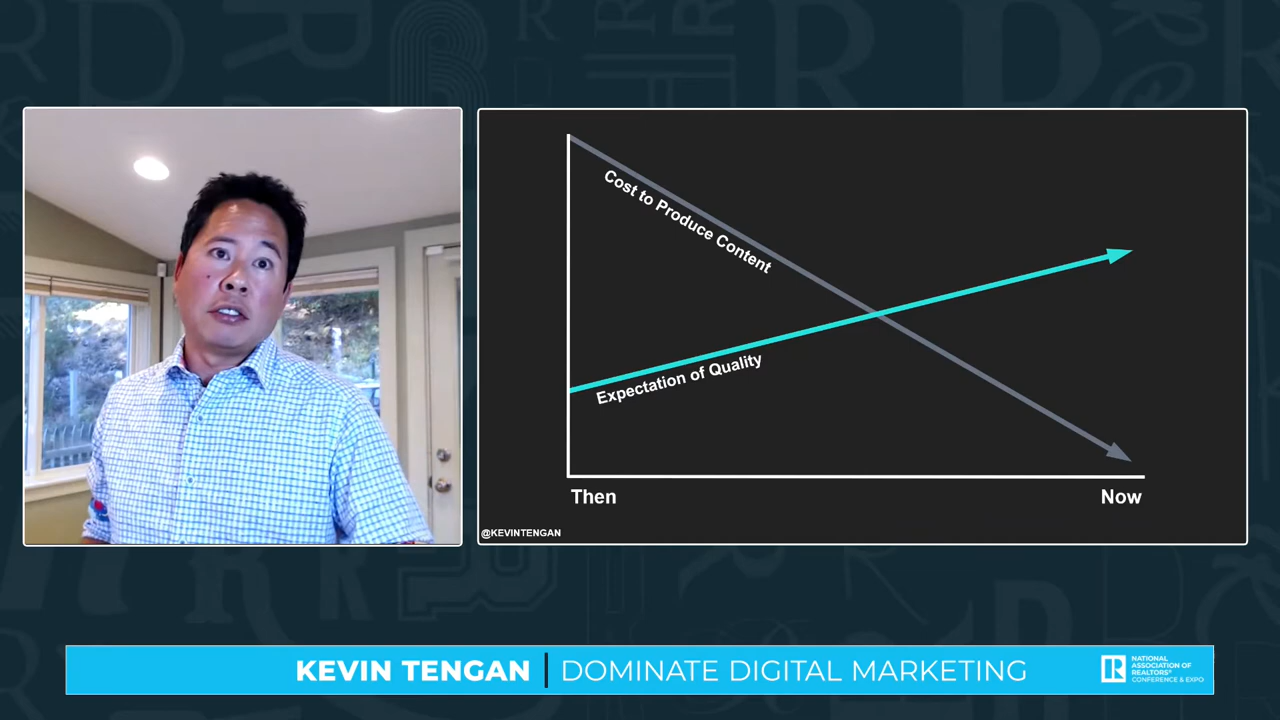 Cost to Produce Content
Expectation of Quality
Then
Now
@KEVINTENGAN
KEVIN TENGAN
DOMINATE DIGITAL MARKETING
NATIONAL
ASSOCIATION OF
REALTORS®
CONFERENCE & EXPO